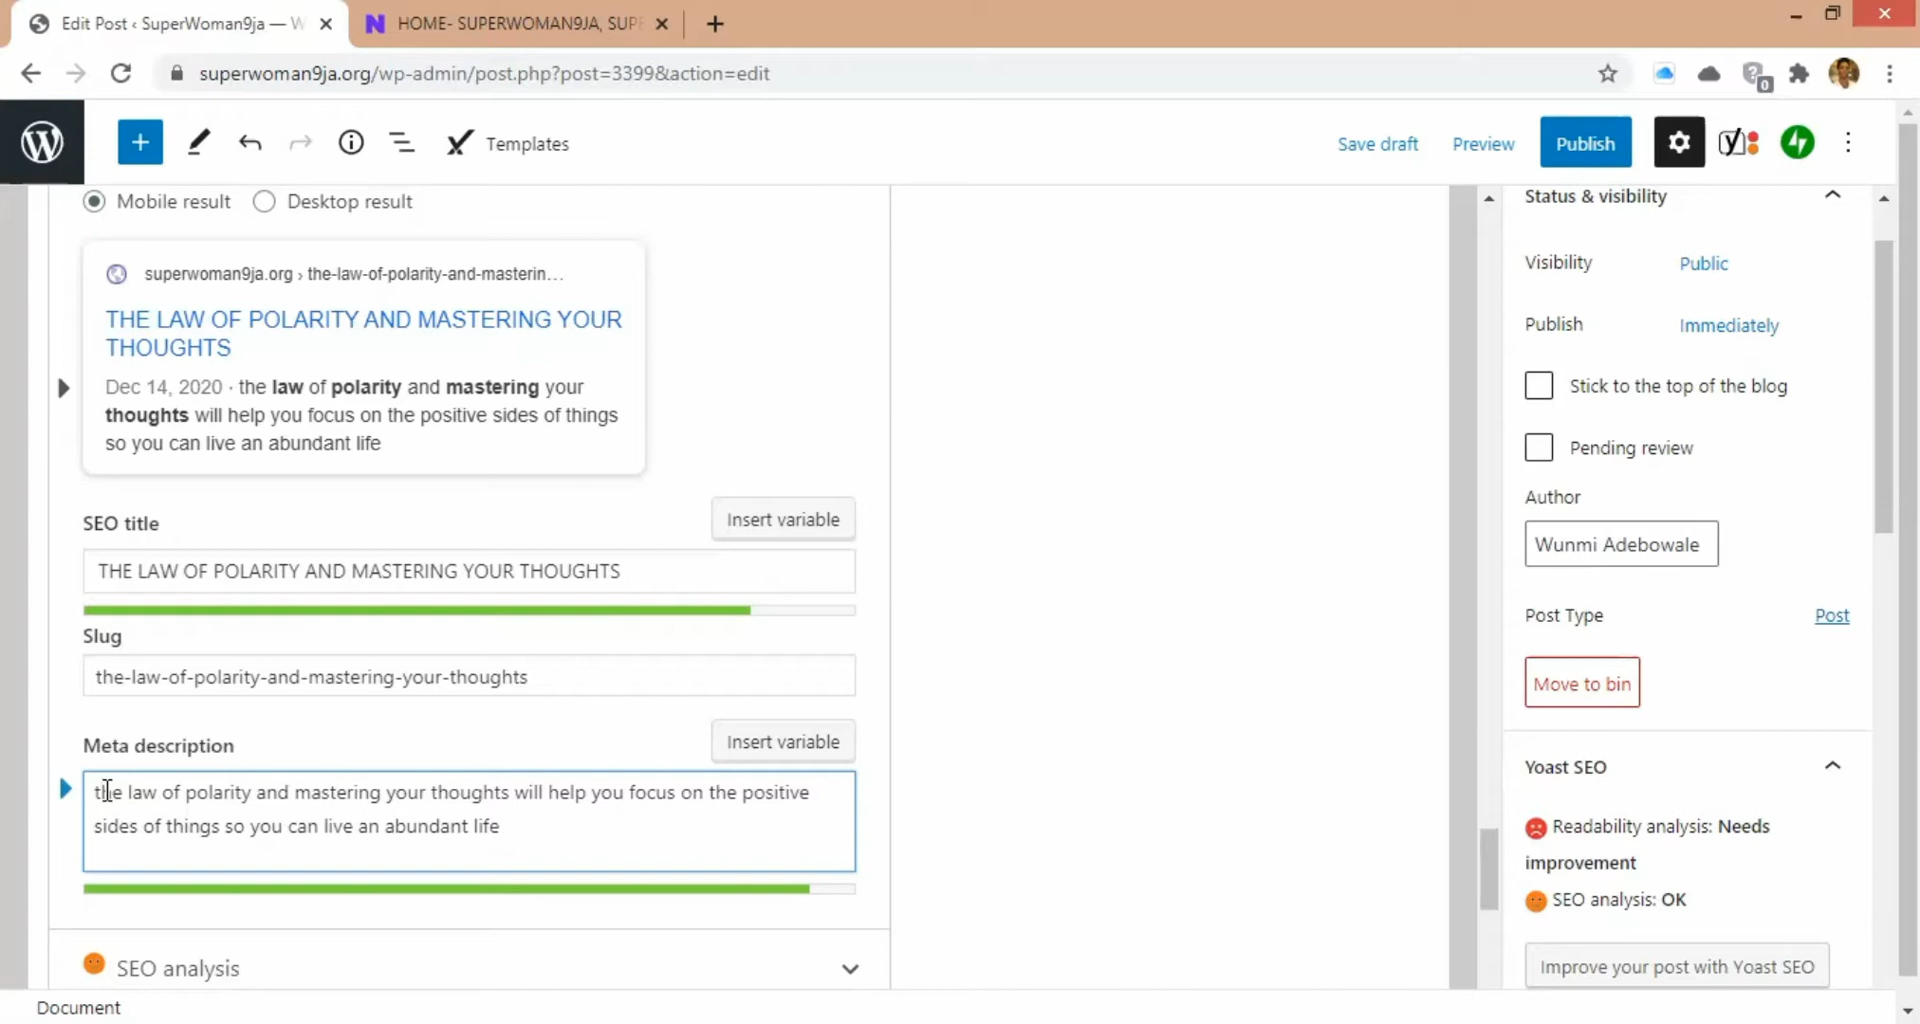 Edit Post ‹ SuperWoman9ja — W
HOME- SUPERWOMAN9JA, SUPE
superwoman9ja.org/wp-admin/post.php?post=3399&action=edit
0
Templates
Save draft
Preview
Publish
Mobile result
Desktop result
superwoman9ja.org › the-law-of-polarity-and-masterin…
THE LAW OF POLARITY AND MASTERING YOUR
THOUGHTS
Dec 14, 2020 · the law of polarity and mastering your
thoughts will help you focus on the positive sides of things
so you can live an abundant life
SEO title
Insert variable
THE LAW OF POLARITY AND MASTERING YOUR THOUGHTS
Slug
the-law-of-polarity-and-mastering-your-thoughts
Meta description
Insert variable
the law of polarity and mastering your thoughts will help you focus on the positive
sides of things so you can live an abundant life
SEO analysis
Document
Status & visibility
Visibility
Public
Publish
Immediately
Stick to the top of the blog
Pending review
Author
Wunmi Adebowale
Post Type
Post
Move to bin
Yoast SEO
Readability analysis: Needs
improvement
SEO analysis: OK
Improve your post with Yoast SEO